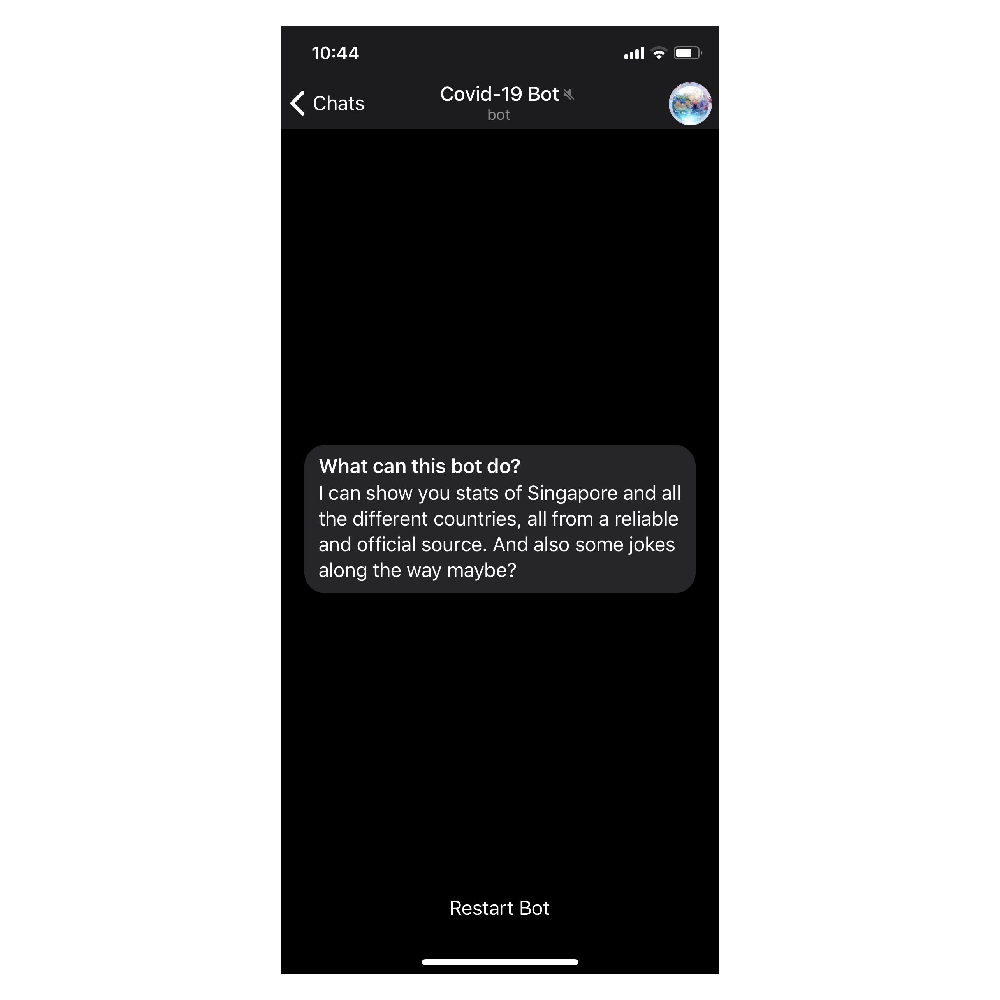 10:44
Chats
Covid-19 Bot
bot
What can this bot do?
I can show you stats of Singapore and all
the different countries, all from a reliable
and official source. And also some jokes
along the way maybe?
Restart Bot